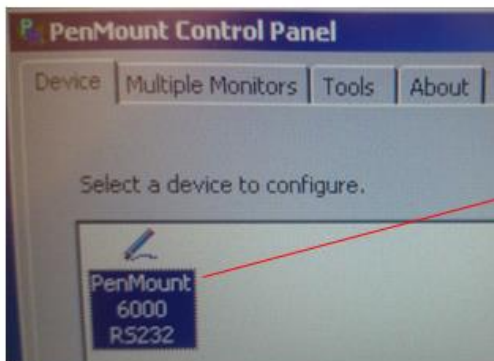 PenMount Control Panel
Device Multiple Monitors Tools About
Select a device to configure.
PenMount
6000
RS232